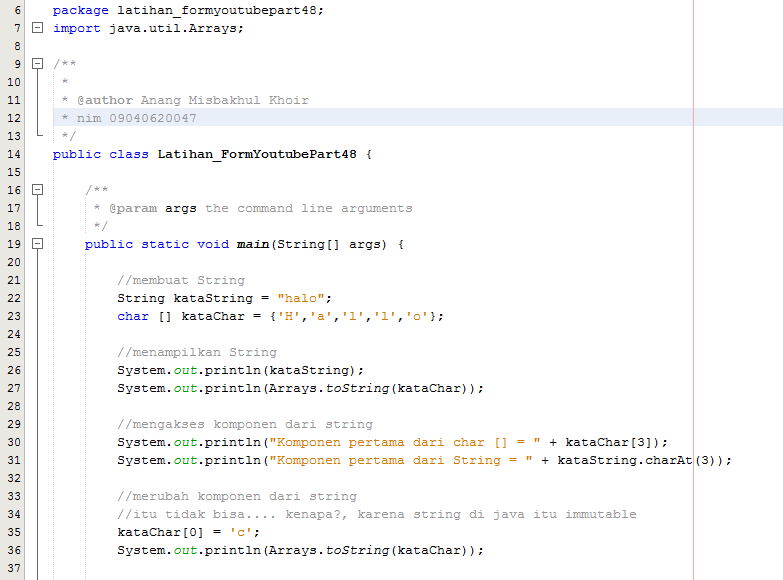 6 package latihan_formyoutubepart48;
7 import java.util.Arrays;
8
9 /**
10 *
11 * @author Anang Misbakhul Khoir
12 * nim 09040620047
13 */
14 public class Latihan_FormYoutubePart48 {
15
16 /**
17 * @param args the command line arguments
18 */
19 public static void main(String[] args) {
20
21 //membuat String
22 String kataString = "halo";
23 char [] kataChar = {'H','a','l','l','o'};
24
25 //menampilkan String
26 System.out.println(kataString);
27 System.out.println(Arrays.toString(kataChar));
28
29 //mengakses komponen dari string
30 System.out.println("Komponen pertama dari char [] = " + kataChar[3]);
31 System.out.println("Komponen pertama dari String = " + kataString.charAt(3));
32
33 //merubah komponen dari string
34 //itu tidak bisa.... kenapa?, karena string di java itu immutable
35 kataChar[0] = 'c';
36 System.out.println(Arrays.toString(kataChar));
37